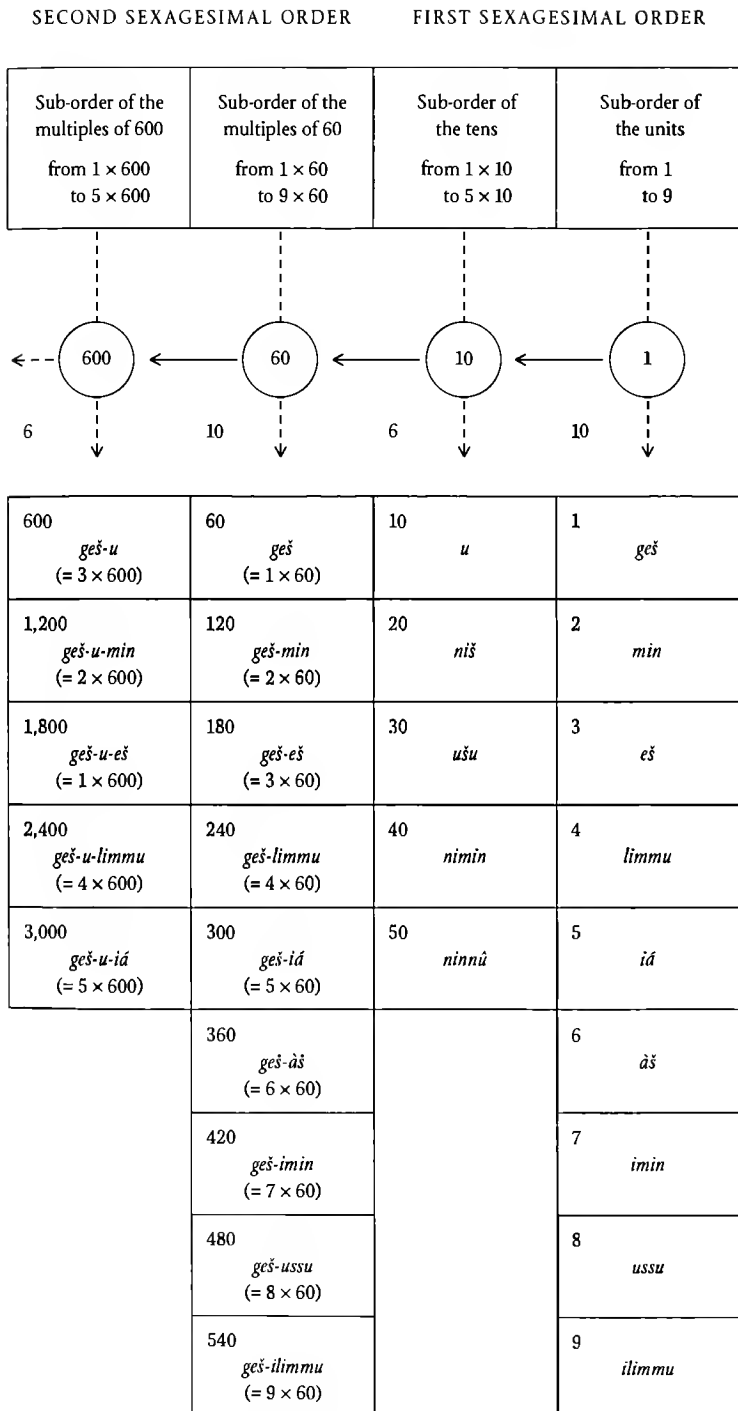 SECOND SEXAGESIMAL ORDER FIRST SEXAGESIMAL ORDER
Sub-order of the Sub-order of the Sub-order of Sub-order of
multiples of 600 multiples of 60 the tens the units
from 1 × 600 from 1 × 60 from 1 × 10 from 1
to 5 × 600 to 9 × 60 to 5 × 10 to 9
600 60 10 1
6 10 6 10
600 60 10 1
geš-u geš u geš
(= 3 × 600) (= 1 × 60)
1,200 120 20 2
geš-u-min geš-min niš min
(= 2 × 600) (= 2 × 60)
1,800 180 30 3
geš-u-eš geš-eš ušu eš
(= 1 × 600) (= 3 × 60)
2,400 240 40 4
geš-u-limmu geš-limmu nimin limmu
(= 4 × 600) (= 4 × 60)
3,000 300 50 5
geš-u-iá geš-iá ninnû iá
(= 5 × 600) (= 5 × 60)
360 6
geš-àš àš
(= 6 × 60)
420 7
geš-imin imin
(= 7 × 60)
480 8
geš-ussu ussu
(= 8 × 60)
540 9
geš-ilimmu ilimmu
(= 9 × 60)